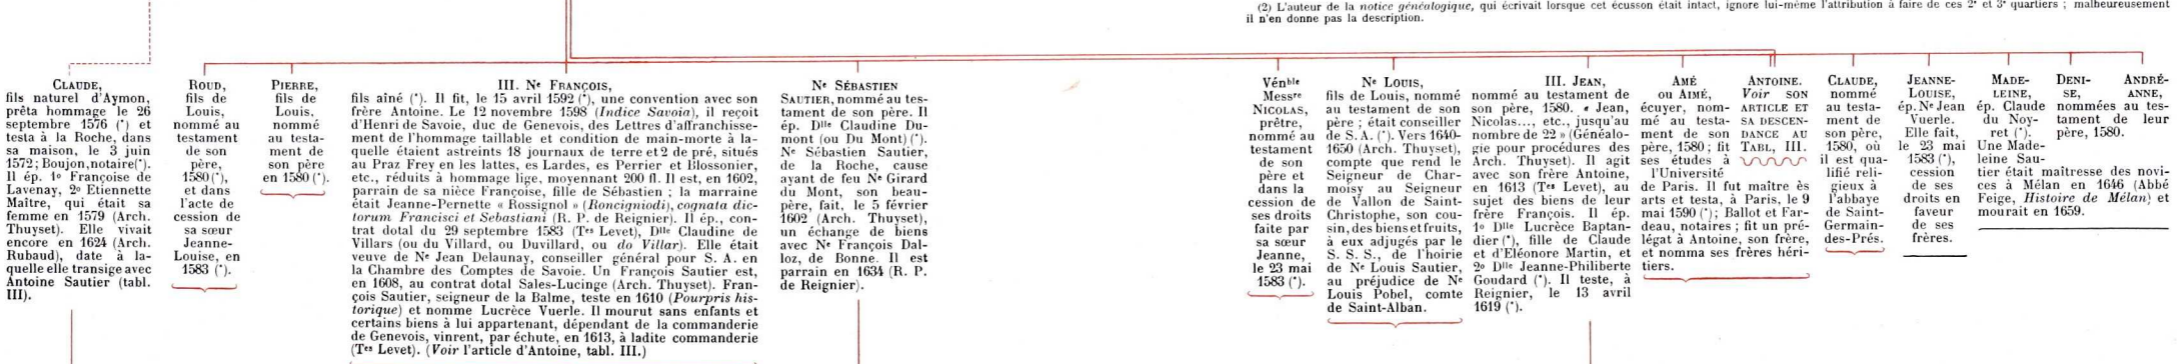 (2) L'auteur de la notice généalogique, qui écrivait lorsque cet écusson était intact, ignore lui-même l'attribution à faire de ces 2e et 3e quartiers ; malheureusement
il n'en donne pas la description.
CLAUDE,
fils naturel d'Aymon,
prêta hommage le 26
septembre 1576 (*) et
testa à la Roche, dans
sa maison, le 3 juin
1572; Boujon, notaire(*).
Il ép. 1o Françoise de
Lavenay, 2o Etiennette
Maître, qui était sa
femme en 1579 (Arch.
Thuyset). Elle vivait
encore en 1624 (Arch.
Rubaud), date à la-
quelle elle transige avec
Antoine Sautier (tabl.
III).
ROUD,
fils de
Louis,
nommé au
testament
de son
père,
1580(*),
et dans
l'acte de
cession de
sa sœur
Jeanne-
Louise, en
1583 (*).
PIERRE,
fils de
Louis,
nommé
au testa-
ment de
son père
en 1580 (*).
III. Ne FRANÇOIS,
fils aîné (*). Il fit, le 15 avril 1592 (*), une convention avec son
frère Antoine. Le 12 novembre 1598 (Indice Savoia), il reçoit
d'Henri de Savoie, duc de Genevois, des Lettres d'affranchisse-
ment de l'hommage taillable et condition de main-morte à la-
quelle étaient astreints 18 journaux de terre et 2 de pré, situés
au Praz Frey en les lattes, es Lardes, es Perrier et Blossonier,
etc., réduits à hommage lige, moyennant 200 fl. Il est, en 1602,
parrain de sa nièce Françoise, fille de Sébastien ; la marraine
était Jeanne-Pernette « Rossignol » (Roncigniodi), cognata dic-
torum Francisci et Sebastiani (R. P. de Reignier). Il ép., con-
trat dotal du 29 septembre 1583 (Tes Levet), Dlle Claudine de
Villars (ou du Villard, ou Duvillard, ou do Villar). Elle était
veuve de Ne Jean Delaunay, conseiller général pour S. A. en
la Chambre des Comptes de Savoie. Un François Sautier est,
en 1608, au contrat dotal Sales-Lucinge (Arch. Thuyset). Fran-
çois Sautier, seigneur de la Balme, teste en 1610 (Pourpris his-
torique) et nomme Lucrèce Vuerle. Il mourut sans enfants et
certains biens à lui appartenant, dépendant de la commanderie
de Genevois, vinrent, par échute, en 1613, à ladite commanderie
(Tes Levet). (Voir l'article d'Antoine, tabl. III.)
Ne SÉBASTIEN
SAUTIER, nommé au tes-
tament de son père. Il
ép. Dlle Claudine Du-
mont (ou Du Mont) (*).
Ne Sébastien Sautier,
de la Roche, cause
ayant de feu Ne Girard
du Mont, son beau-
père, fait, le 5 février
1602 (Arch. Thuyset),
un échange de biens
avec Ne François Dal-
loz, de Bonne. Il est
parrain en 1634 (R. P.
de Reignier).
Vénble
Messre
NICOLAS,
prêtre,
nommé au
testament
de son
père et
dans la
cession de
ses droits
faite par
sa sœur
Jeanne,
le 23 mai
1583 (*).
Ne LOUIS,
fils de Louis, nommé
au testament de son
père ; était conseiller
de S. A. (*). Vers 1640-
1650 (Arch. Thuyset),
compte que rend le
Seigneur de Char-
moisy au Seigneur
de Vallon de Saint-
Christophe, son cou-
sin, des biens et fruits,
à eux adjugés par le
S. S. S., de l'hoirie
de Ne Louis Sautier,
au préjudice de Ne
Louis Pobel, comte
de Saint-Alban.
III. JEAN,
nommé au testament de
son père, 1580. « Jean,
Nicolas..., etc., jusqu'au
nombre de 22 » (Généalo-
gie pour procédures des
Arch. Thuyset). Il agit
avec son frère Antoine,
en 1613 (Tes Levet), au
sujet des biens de leur
frère François. Il ép.
1o Dlle Lucrèce Baptan-
dier (*), fille de Claude
et d'Eléonore Martin, et
2o Dlle Jeanne-Philiberte
Goudard (*). Il teste, à
Reignier, le 13 avril
1619 (*).
AMÉ
ou AIMÉ,
écuyer, nom-
mé au testa-
ment de son
père, 1580 ; fit
ses études à
l'Université
de Paris. Il fut maître ès
arts et testa, à Paris, le 9
mai 1590 (*); Ballot et Far-
deau, notaires ; fit un pré-
légat à Antoine, son frère,
et nomma ses frères héri-
tiers.
ANTOINE.
Voir SON
ARTICLE ET
SA DESCEN-
DANCE AU
TABL. III.
CLAUDE,
nommé
au testa-
ment de
son père,
1580, où
il est qua-
lifié reli-
gieux à
l'abbaye
de Saint-
Germain-
des-Prés.
JEANNE-
LOUISE,
ép. Ne Jean
Vuerle.
Elle fait,
le 23 mai
1583 (*),
cession
de ses
droits en
faveur
de ses
frères.
MADE-
LEINE,
ép. Claude
du Noy-
ret (*).
Une Made-
leine Sau-
tier était maîtresse des novi-
ces à Mélan en 1646 (Abbé
Feige, Histoire de Mélan) et
mourait en 1659.
DENI-
SE,
ANDRÉ-
ANNE,
nommées au tes-
tament de leur
père, 1580.